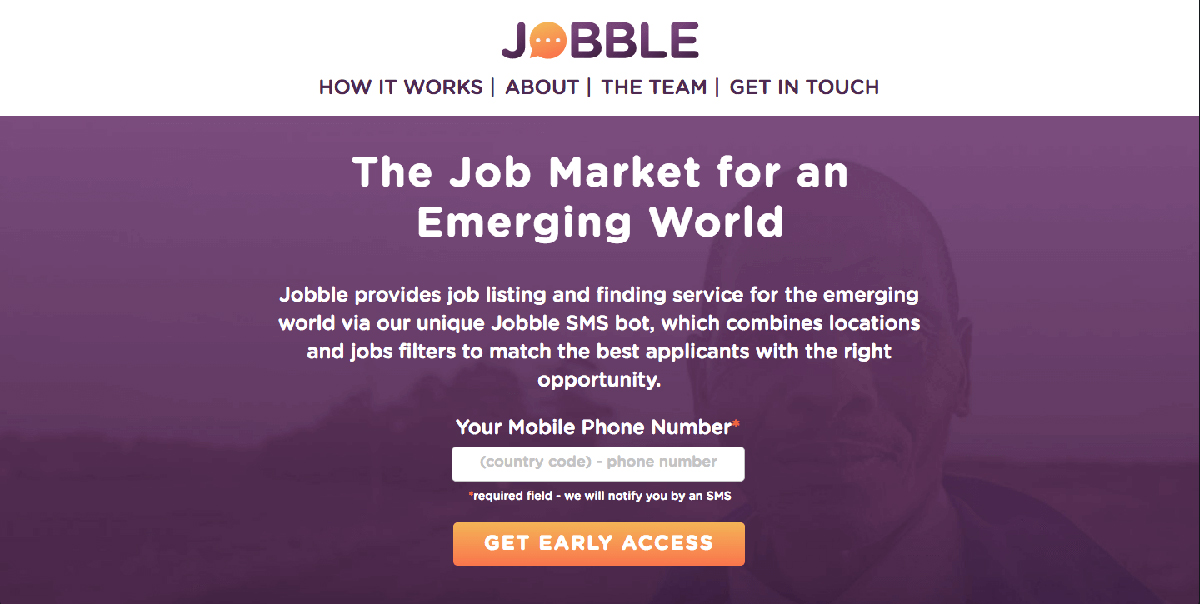 JOBBLE
HOW IT WORKS | ABOUT | THE TEAM | GET IN TOUCH
The Job Market for an
Emerging World
Jobble provides job listing and finding service for the emerging
world via our unique Jobble SMS bot, which combines locations
and jobs filters to match the best applicants with the right
opportunity.
Your Mobile Phone Number*
(country code) - phone number
*required field - we will notify you by an SMS
GET EARLY ACCESS